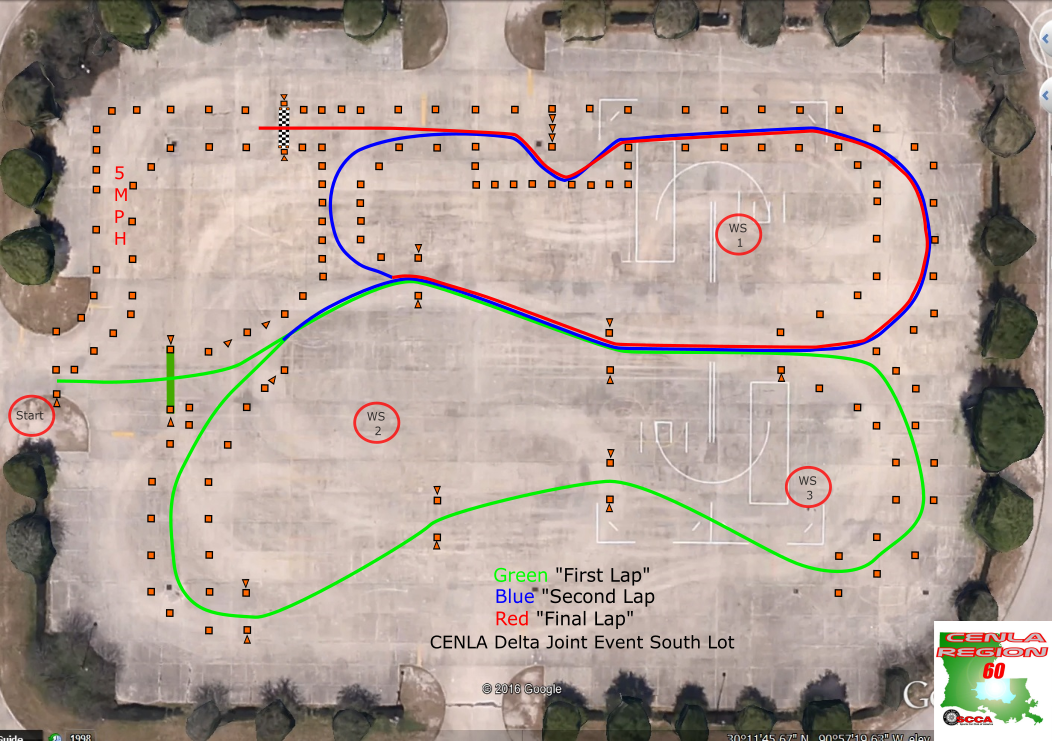 5
M
P
H
WS
1
Start
WS
2
WS
3
Green "First Lap"
Blue "Second Lap
Red "Final Lap"
CENLA Delta Joint Event South Lot
© 2016 Google
CENLA
REGION
60
SCCA
Guide
1998
30°11'45.67" N 90°57'19.63" W elev